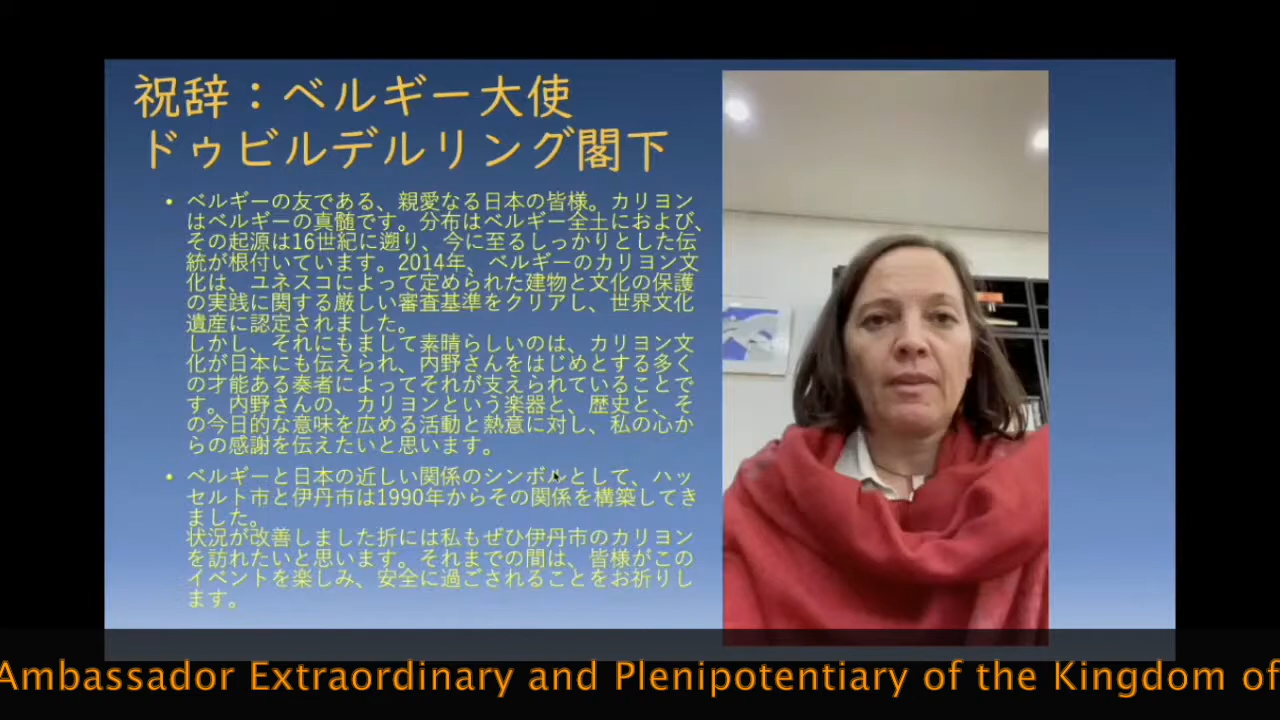 祝辞：ベルギー大使
ドゥビルデルリング閣下
• ベルギーの友である、親愛なる日本の皆様。カリヨン
はベルギーの真髄です。分布はベルギー全土におよび、
その起源は16世紀に遡り、今に至るしっかりとした伝
統が根付いています。2014年、ベルギーのカリヨン文
化は、ユネスコによって定められた建物と文化の保護
の実践に関する厳しい審査基準をクリアし、世界文化
遺産に認定されました。
しかし、それにもまして素晴らしいのは、カリヨン文
化が日本にも伝えられ、内野さんをはじめとする多く
の才能ある奏者によってそれが支えられていることで
す。内野さんの、カリヨンという楽器と、歴史と、そ
の今日的な意味を広める活動と熱意に対し、私の心か
らの感謝を伝えたいと思います。
• ベルギーと日本の近しい関係のシンボルとして、ハッ
セルト市と伊丹市は1990年からその関係を構築してき
ました。
状況が改善しました折には私もぜひ伊丹市のカリヨン
を訪れたいと思います。それまでの間は、皆様がこの
イベントを楽しみ、安全に過ごされることをお祈りし
ます。
Ambassador Extraordinary and Plenipotentiary of the Kingdom of